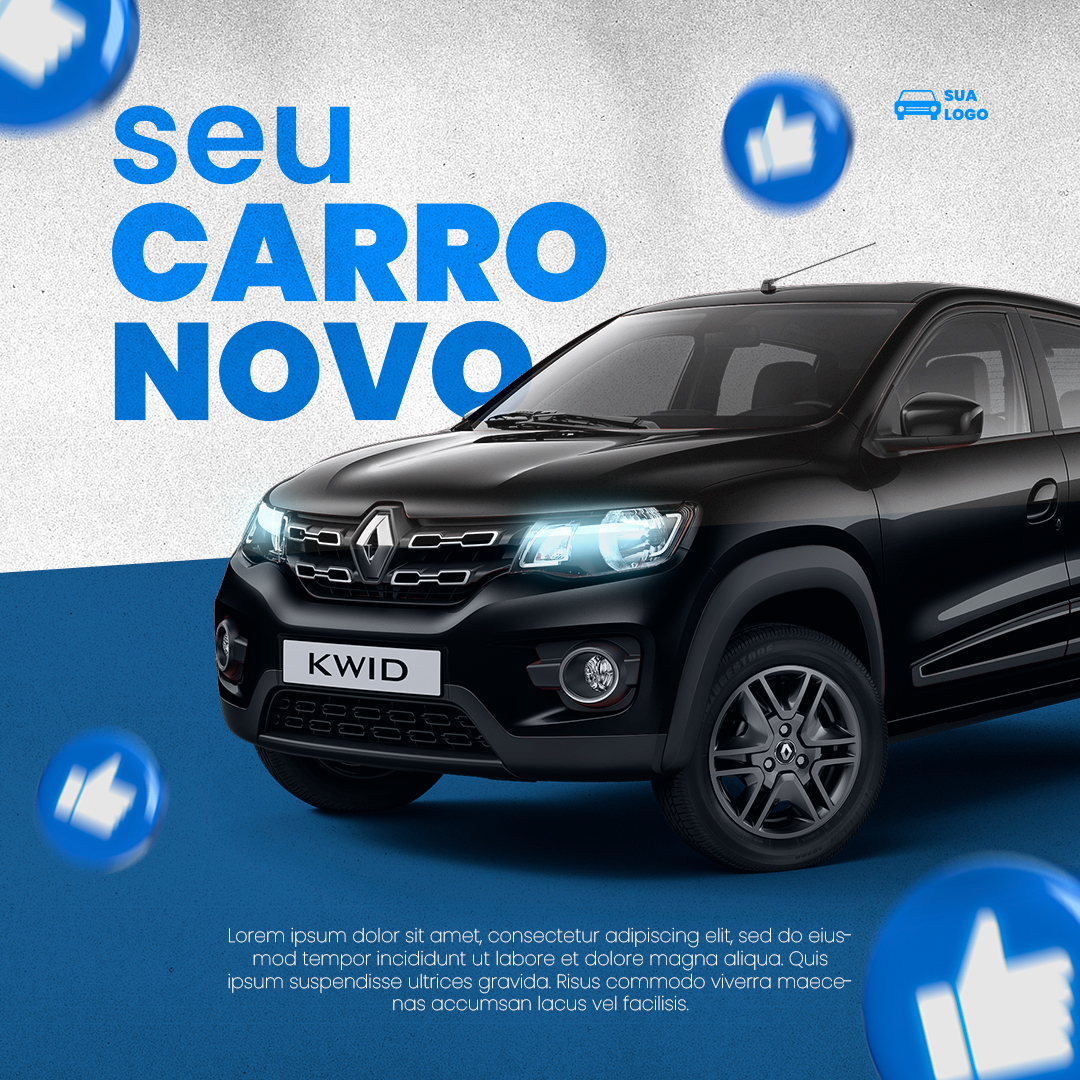 seu
CARRO
NOVO
SUA
LOGO
KWID
Lorem ipsum dolor sit amet, consectetur adipiscing elit, sed do eius-
mod tempor incididunt ut labore et dolore magna aliqua. Quis
ipsum suspendisse ultrices gravida. Risus commodo viverra maece-
nas accumsan lacus vel facilisis.